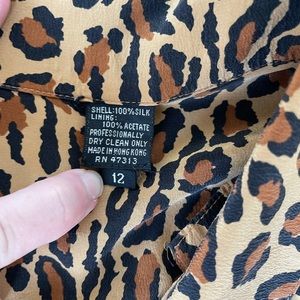 SHELL:100%SILK
LINING:
100% ACETATE
PROFESSIONALLY
DRY CLEAN ONLY
MADE IN HONG KONG
RN 47313
12